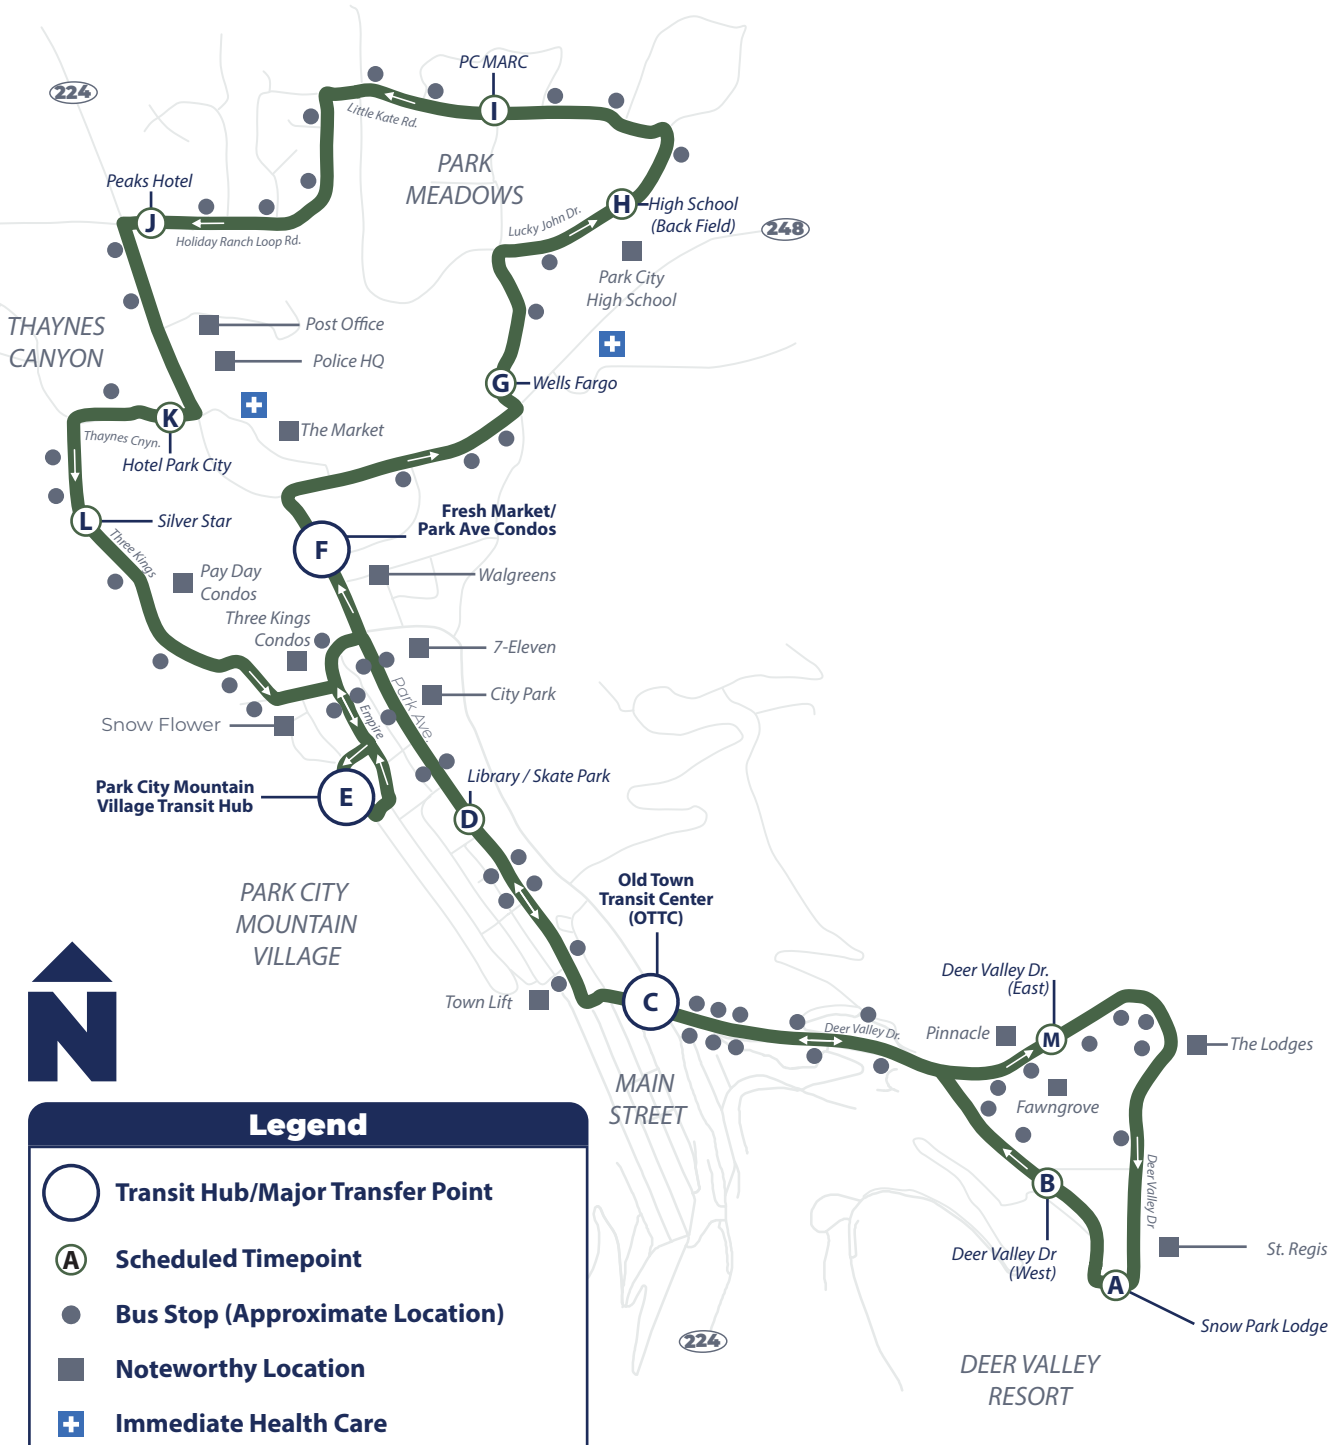 PC MARC
224
I
Little Kate Rd.
PARK
MEADOWS
Peaks Hotel
J
Holiday Ranch Loop Rd.
H
High School
(Back Field)
Lucky John Dr.
248
Park City
High School
THAYNES
CANYON
Post Office
Police HQ
G
Wells Fargo
K
The Market
Thaynes Cnyn.
Hotel Park City
L
Silver Star
Three Kings
Fresh Market/
Park Ave Condos
F
Pay Day
Condos
Walgreens
Three Kings
Condos
7-Eleven
City Park
Park Ave.
Empire
Snow Flower
Park City Mountain
Village Transit Hub
E
Library / Skate Park
D
PARK CITY
MOUNTAIN
VILLAGE
Old Town
Transit Center
(OTTC)
C
Town Lift
Deer Valley Dr.
Deer Valley Dr.
(East)
Pinnacle
M
The Lodges
Fawngrove
MAIN
STREET
B
Deer Valley Dr
Deer Valley Dr
(West)
St. Regis
A
Snow Park Lodge
224
DEER VALLEY
RESORT
N
Legend
Transit Hub/Major Transfer Point
A
Scheduled Timepoint
Bus Stop (Approximate Location)
Noteworthy Location
Immediate Health Care